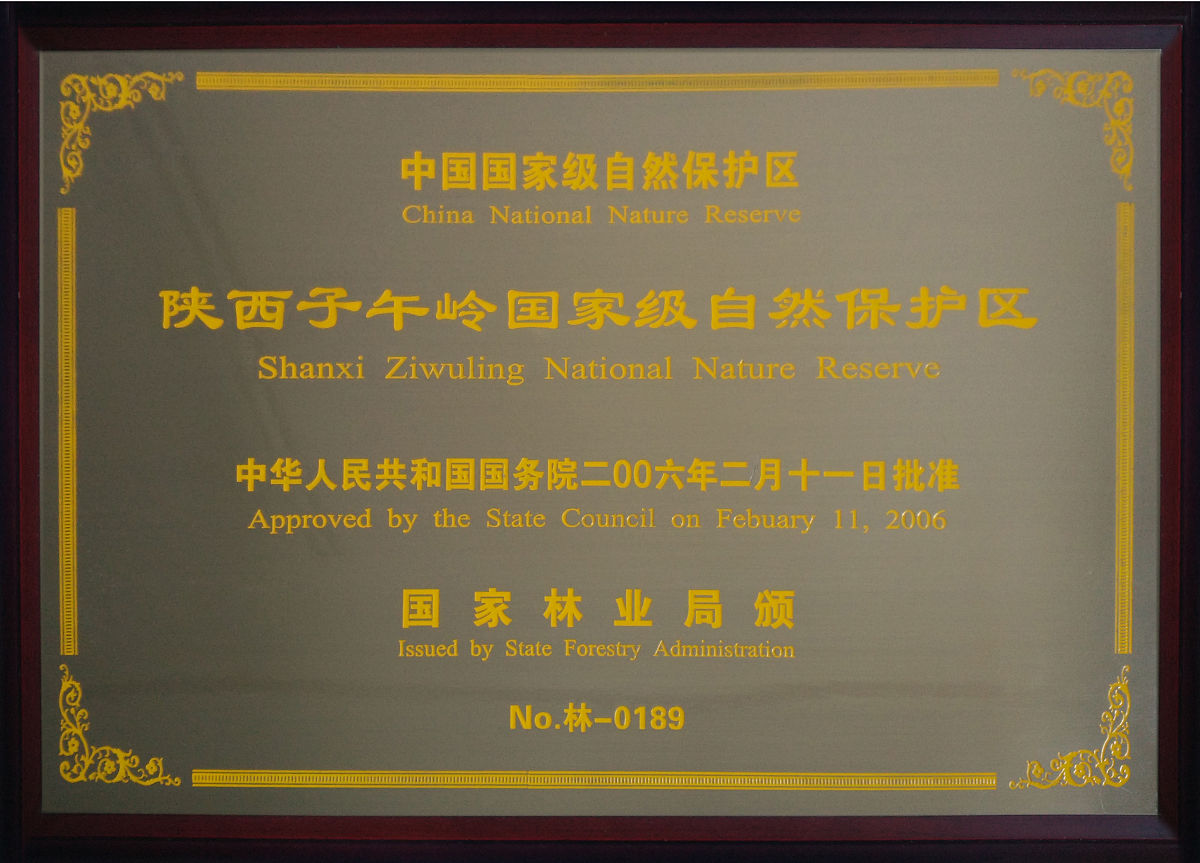 中国国家级自然保护区
China National Nature Reserve
陕西子午岭国家级自然保护区
Shanxi Ziwuling National Nature Reserve
中华人民共和国国务院二00六年二月十一日批准
Approved by the State Council on Febuary 11, 2006
国家林业局颁
Issued by State Forestry Administration
No.林-0189